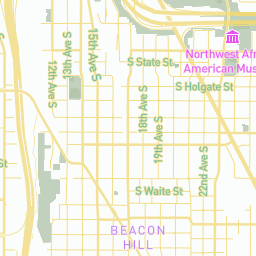 Northwest Afr
American Mus
S State St.
S Holgate St
12th Ave S
13th Ave S
15th Ave S
18th Ave S
19th Ave S
22nd Ave S
S Waite St
BEACON
HILL